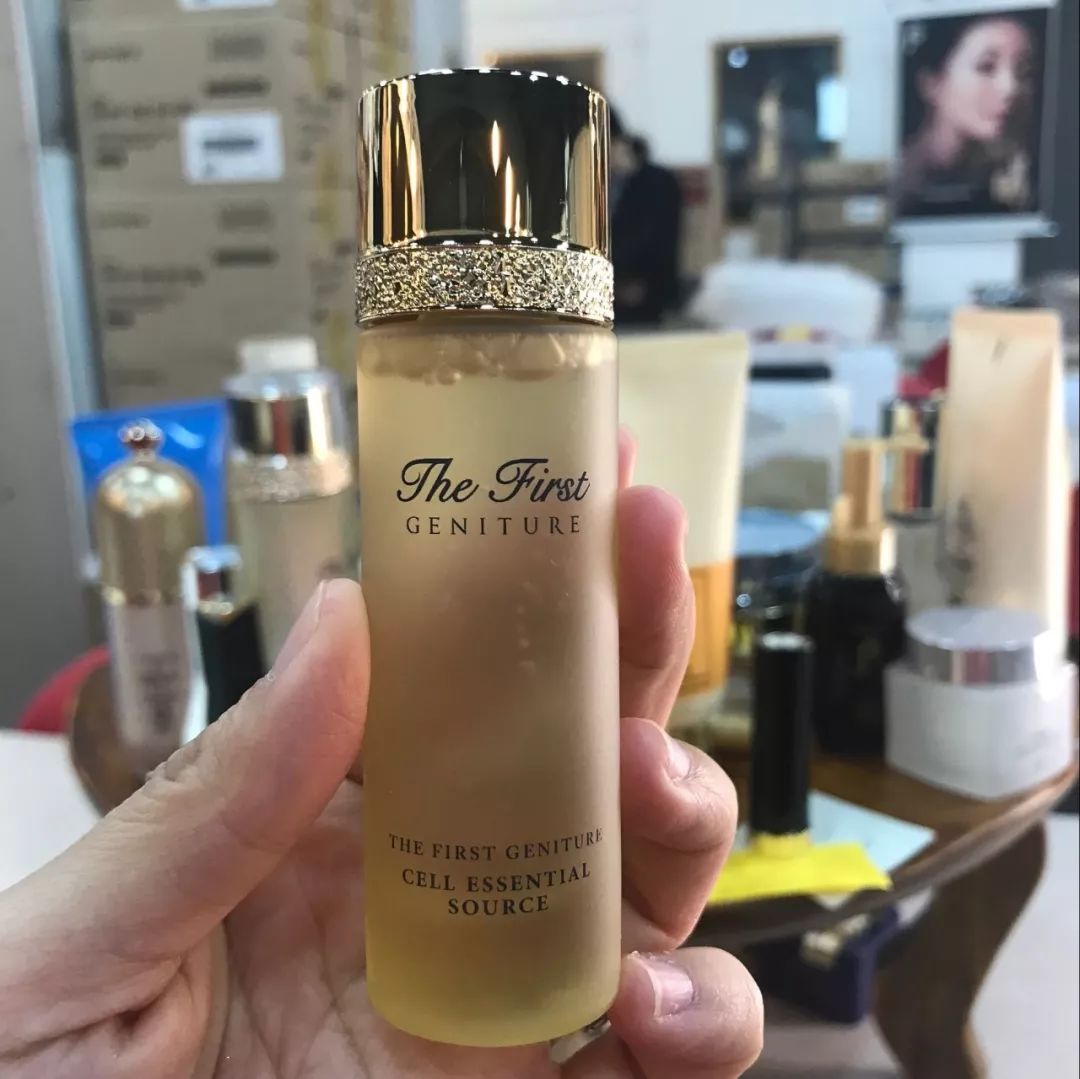 The First
GENITURE
THE FIRST GENITURE
CELL ESSENTIAL
SOURCE